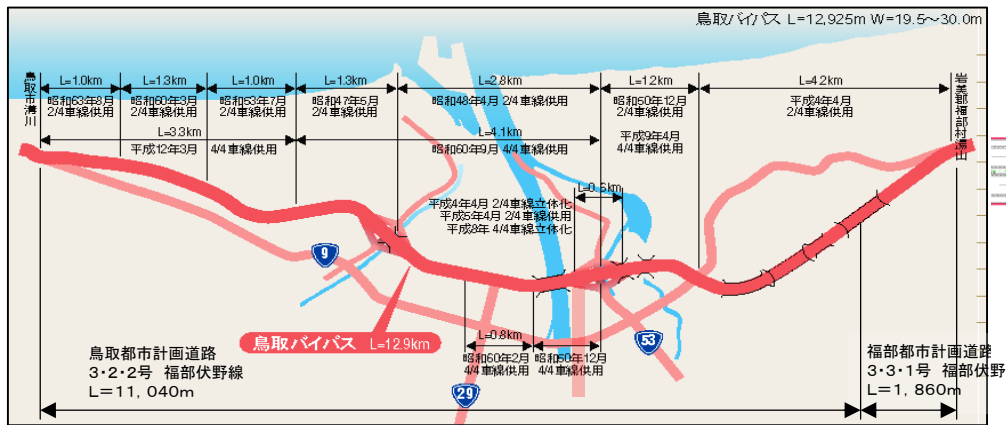 鳥取バイパス L=12,925m W=19.5～30.0m
鳥取市溝川
L=1.0km
L=1.3km
L=1.0km
L=1.3km
L=2.8km
L=1.2km
L=4.2km
岩美郡福部村湯山
昭和63年8月
2/4車線供用
昭和60年3月
2/4車線供用
昭和53年7月
2/4車線供用
昭和47年6月
2/4車線供用
昭和48年4月 2/4車線供用
昭和50年12月
2/4車線供用
平成4年4月
2/4車線供用
L=3.3km
平成12年3月 4/4車線供用
L=4.1km
昭和60年9月 4/4車線供用
平成9年4月
4/4車線供用
L=0.6km
平成4年4月 2/4車線立体化
平成5年4月 2/4車線供用
平成8年 4/4車線立体化
9
鳥取バイパス L=12.9km
L=0.8km
53
昭和60年2月
4/4車線供用
昭和50年12月
4/4車線供用
29
鳥取都市計画道路
3・2・2号 福部伏野線
L=11,040m
福部都市計画道路
3・3・1号 福部伏野
L=1,860m